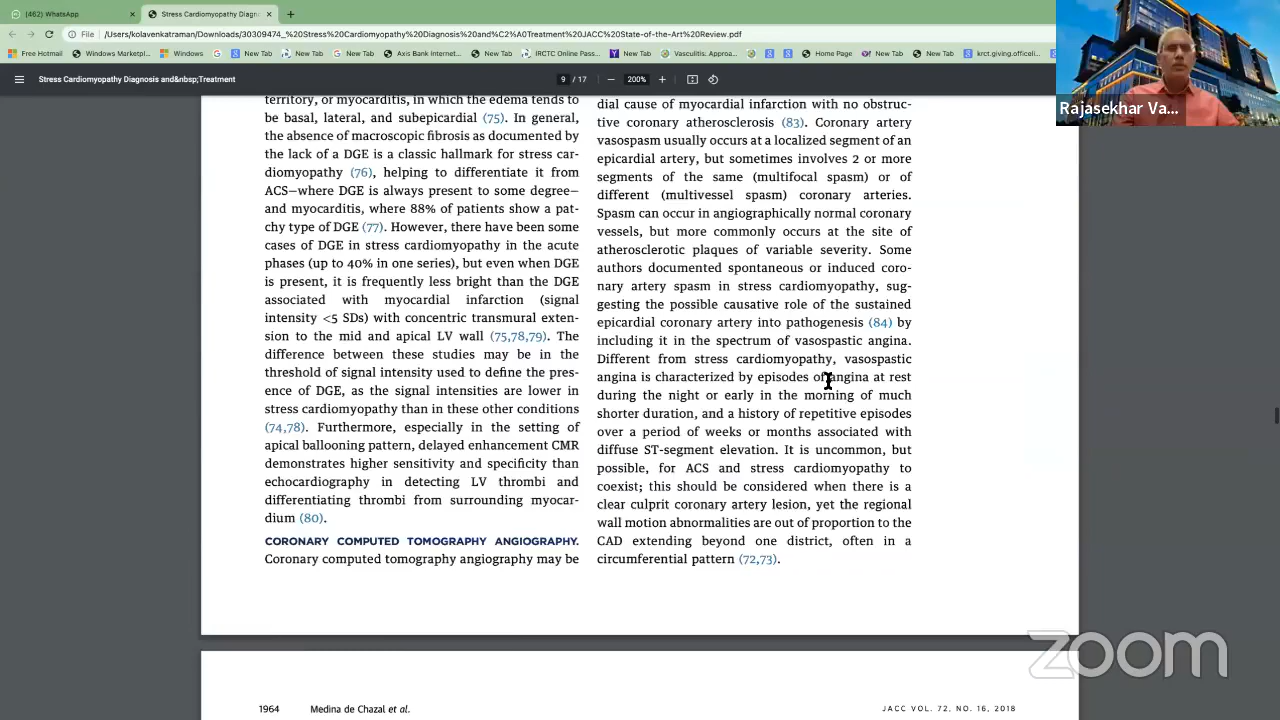 (462) WhatsApp
Stress Cardiomyopathy Diagn
File
/Users/kolavenkatraman/Downloads/30309474_%20Stress%20Cardiomyopathy%20Diagnosis%20and%C2%A0Treatment%20JACC%20State-of-the-Art%20Review.pdf
Hot Featured
Windows Marketpl...
Windows
New Tab
New Tab
Axis Bank Internet...
New Tab
IRCTC Online Pass...
New Tab
Vasculitis: Approa...
Home Page
New Tab
New Tab
krct.giving.officeli...
Stress Cardiomyopathy Diagnosis and&nbsp;Treatment
9 / 17
200%
Rajasekhar Va...
territory, or myocarditis, in which the edema tends to
be basal, lateral, and subepicardial (75). In general,
the absence of macroscopic fibrosis as documented by
the lack of a DGE is a classic hallmark for stress car-
diomyopathy (76), helping to differentiate it from
ACS—where DGE is always present to some degree—
and myocarditis, where 88% of patients show a pat-
chy type of DGE (77). However, there have been some
cases of DGE in stress cardiomyopathy in the acute
phases (up to 40% in one series), but even when DGE
is present, it is frequently less bright than the DGE
associated with myocardial infarction (signal
intensity <5 SDs) with concentric transmural exten-
sion to the mid and apical LV wall (75,78,79). The
difference between these studies may be in the
threshold of signal intensity used to define the pres-
ence of DGE, as the signal intensities are lower in
stress cardiomyopathy than in these other conditions
(74,78). Furthermore, especially in the setting of
apical ballooning pattern, delayed enhancement CMR
demonstrates higher sensitivity and specificity than
echocardiography in detecting LV thrombi and
differentiating thrombi from surrounding myocar-
dium (80).
CORONARY COMPUTED TOMOGRAPHY ANGIOGRAPHY.
Coronary computed tomography angiography may be
dial cause of myocardial infarction with no obstruc-
tive coronary atherosclerosis (83). Coronary artery
vasospasm usually occurs at a localized segment of an
epicardial artery, but sometimes involves 2 or more
segments of the same (multifocal spasm) or of
different (multivessel spasm) coronary arteries.
Spasm can occur in angiographically normal coronary
vessels, but more commonly occurs at the site of
atherosclerotic plaques of variable severity. Some
authors documented spontaneous or induced coro-
nary artery spasm in stress cardiomyopathy, sug-
gesting the possible causative role of the sustained
epicardial coronary artery into pathogenesis (84) by
including it in the spectrum of vasospastic angina.
Different from stress cardiomyopathy, vasospastic
angina is characterized by episodes of angina at rest
during the night or early in the morning of much
shorter duration, and a history of repetitive episodes
over a period of weeks or months associated with
diffuse ST-segment elevation. It is uncommon, but
possible, for ACS and stress cardiomyopathy to
coexist; this should be considered when there is a
clear culprit coronary artery lesion, yet the regional
wall motion abnormalities are out of proportion to the
CAD extending beyond one district, often in a
circumferential pattern (72,73).
zoom
1964
Medina de Chazal et al.
JACC VOL. 72, NO. 16, 2018